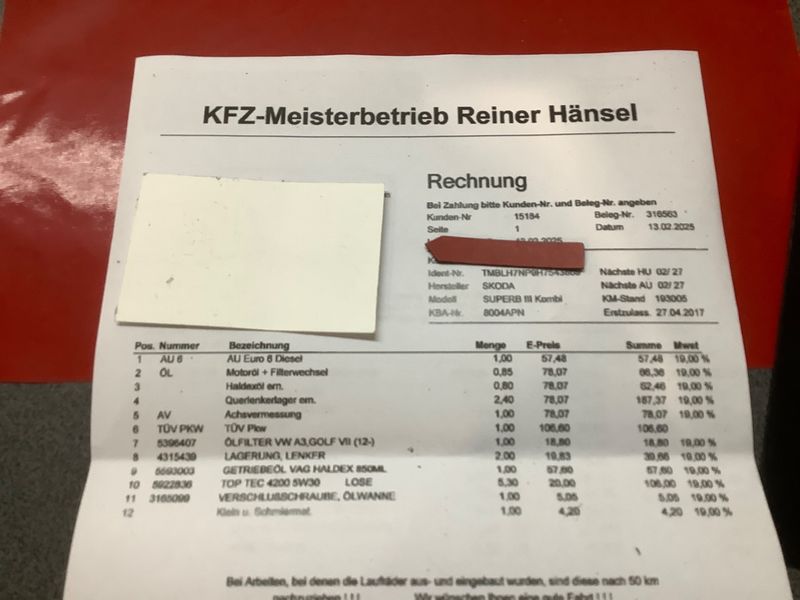 KFZ-Meisterbetrieb Reiner Hänsel
Rechnung
Bei Zahlung bitte Kunden-Nr. und Beleg-Nr. angeben
Kunden-Nr 15184 Beleg-Nr. 316563
Seite 1 Datum 13.02.2025
Ident-Nr. Nächste HU 02/ 27
Hersteller SKODA Nächste AU 02/ 27
Modell SUPERB III Kombi KM-Stand 193005
KBA-Nr. 8004APN Erstzulass. 27.04.2017
Pos. Nummer Bezeichnung Menge E-Preis Summe Mwst
1 AU 6 AU Euro 6 Diesel 1,00 57,48 57,48 19,00 %
2 ÖL Motoröl + Filterwechsel 0,85 78,07 66,36 19,00 %
3 Haldexöl ern. 0,80 78,07 62,46 19,00 %
4 Querlenkerlager ern. 2,40 78,07 187,37 19,00 %
5 AV Achsvermessung 1,00 78,07 78,07 19,00 %
6 TÜV PKW TÜV Pkw 1,00 106,60 106,60
7 5396407 ÖLFILTER VW A3,GOLF VII (12-) 1,00 18,80 18,80 19,00 %
8 4315439 LAGERUNG, LENKER 2,00 19,83 39,66 19,00 %
9 5593003 GETRIEBEÖL VAG HALDEX 850ML 1,00 57,60 57,60 19,00 %
10 5922836 TOP TEC 4200 5W30 LOSE 5,30 20,00 106,00 19,00 %
11 3165099 VERSCHLUSSCHRAUBE, ÖLWANNE 1,00 5,05 5,05 19,00 %
12 Klein u. Schmiermat. 1,00 4,20 4,20 19,00 %
Bei Arbeiten, bei denen die Laufräder aus- und eingebaut wurden, sind diese nach 50 km
nachzuziehen ! ! ! Wir wünschen Ihnen eine gute Fahrt ! ! !